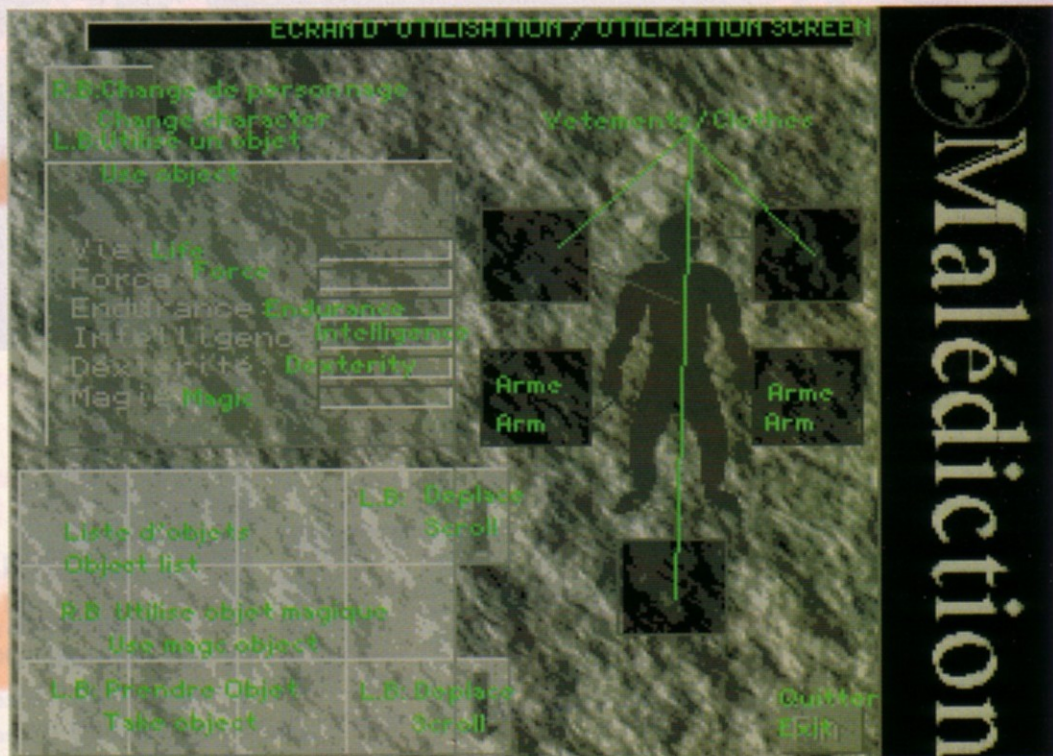 ECRAN D'UTILISATION / UTILIZATION SCREEN
R.B:Change de personnage
Change character
L.B:Utilise un objet
Use object
Vetements/Clothes
Vie Life
Force Force
Endurance Endurance
Intelligenc Intelligence
Dextérité Dexterity
Magie Magic
Arme
Arm
Arme
Arm
L.B: Deplace
Scroll
Liste d'objets
Object list
R.B Utilise objet magique
Use magic object
L.B: Prendre Objet
Take object
L.B: Deplace
Scroll
Quitter
Exit
Malédiction